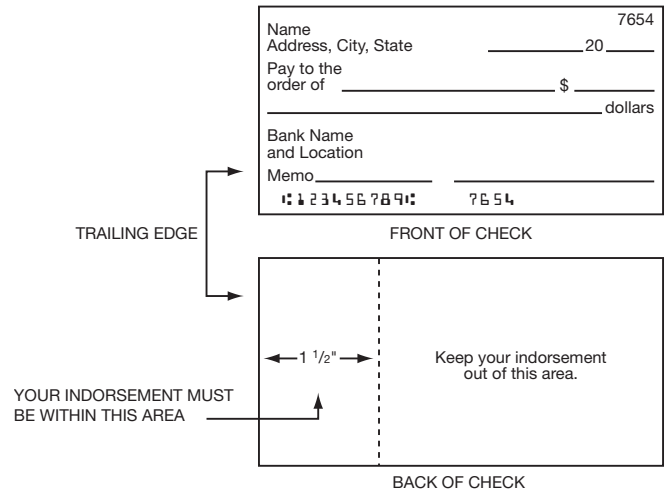 7654
Name
Address, City, State 20
Pay to the
order of $
dollars
Bank Name
and Location
Memo
⑆123456789⑆ 7654
TRAILING EDGE
FRONT OF CHECK
1 1/2"
Keep your indorsement
out of this area.
YOUR INDORSEMENT MUST
BE WITHIN THIS AREA
BACK OF CHECK